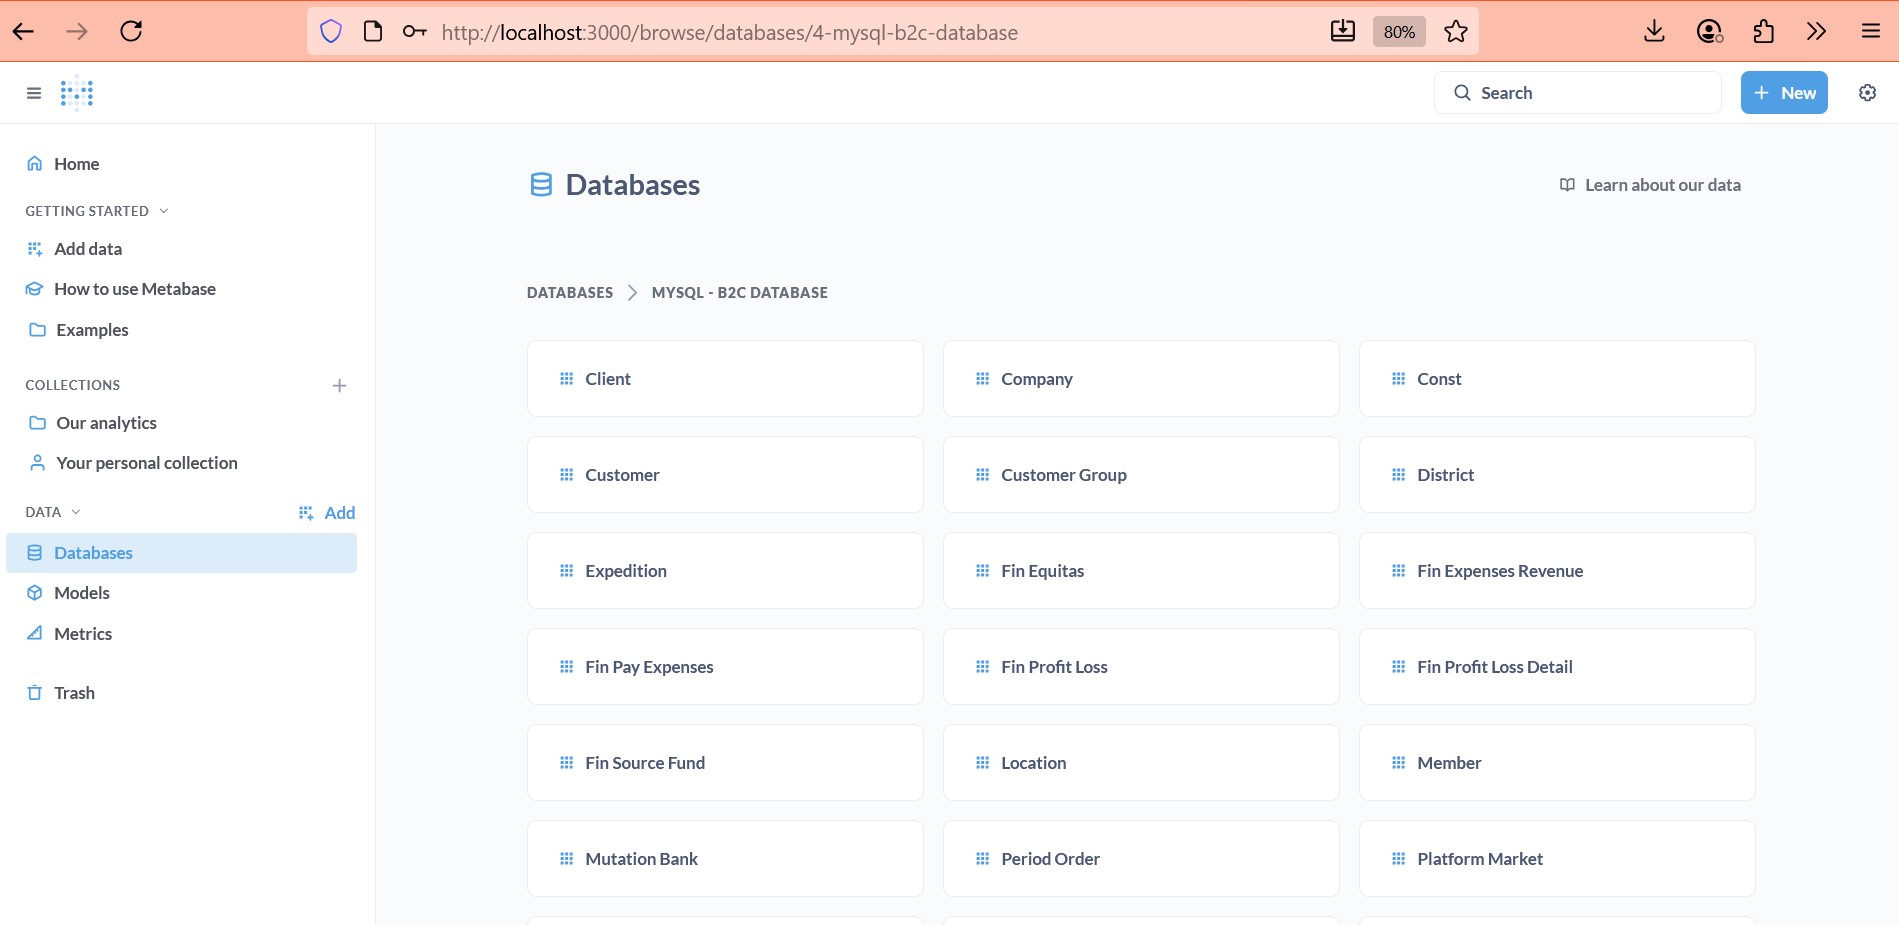 http://localhost:3000/browse/databases/4-mysql-b2c-database
80%
Search
New
Home
GETTING STARTED
Add data
How to use Metabase
Examples
COLLECTIONS
Our analytics
Your personal collection
DATA
Add
Databases
Models
Metrics
Trash
Databases
Learn about our data
DATABASES
MYSQL - B2C DATABASE
Client
Company
Const
Customer
Customer Group
District
Expedition
Fin Equitas
Fin Expenses Revenue
Fin Pay Expenses
Fin Profit Loss
Fin Profit Loss Detail
Fin Source Fund
Location
Member
Mutation Bank
Period Order
Platform Market